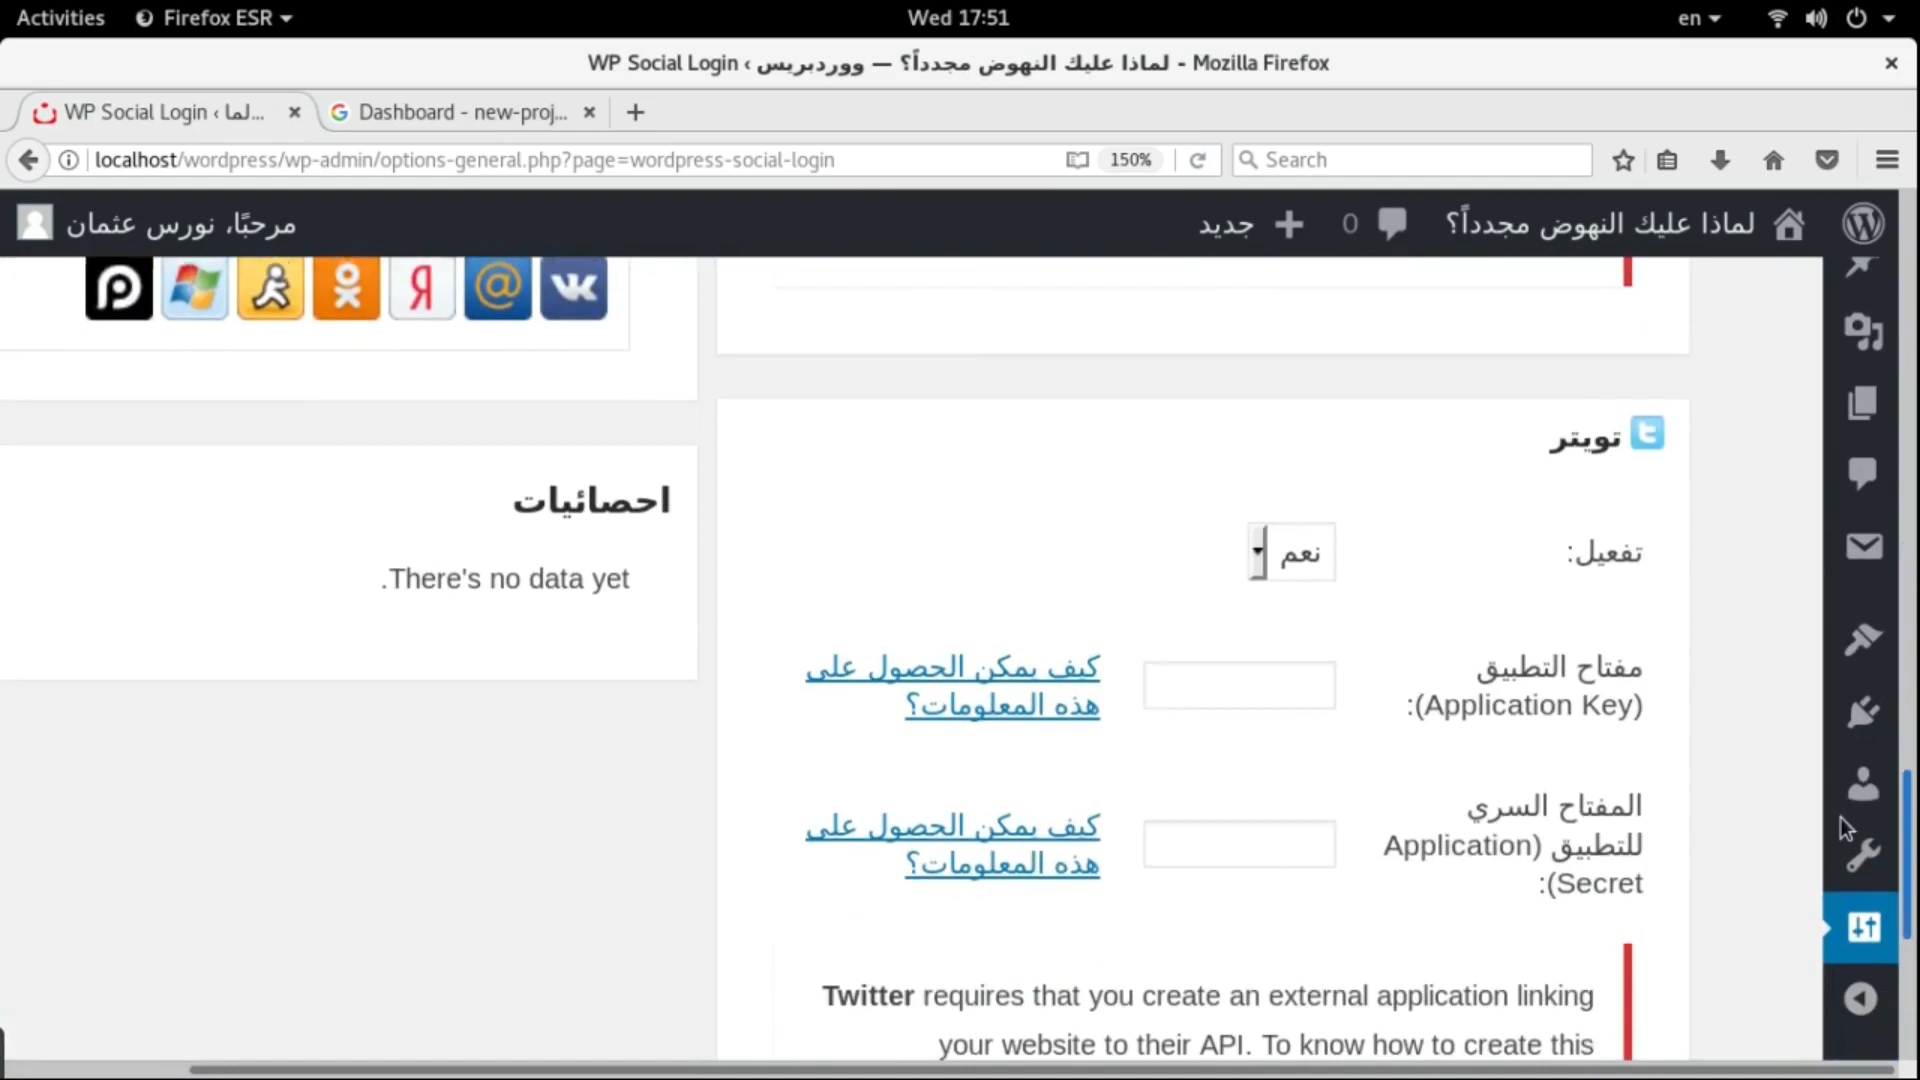 Activities
Firefox ESR
Wed 17:51
en
WP Social Login ‹ لماذا عليك النهوض مجدداً؟ — ووردبريس - Mozilla Firefox
WP Social Login ‹ لما...
Dashboard - new-proj...
localhost/wordpress/wp-admin/options-general.php?page=wordpress-social-login
150%
Search
لماذا عليك النهوض مجدداً؟
0
جديد
مرحبًا، نورس عثمان
تويتر
تفعيل:
نعم
مفتاح التطبيق
(Application Key):
كيف يمكن الحصول على
هذه المعلومات؟
المفتاح السري
للتطبيق (Application
Secret):
كيف يمكن الحصول على
هذه المعلومات؟
Twitter requires that you create an external application linking
your website to their API. To know how to create this
احصائيات
There's no data yet.